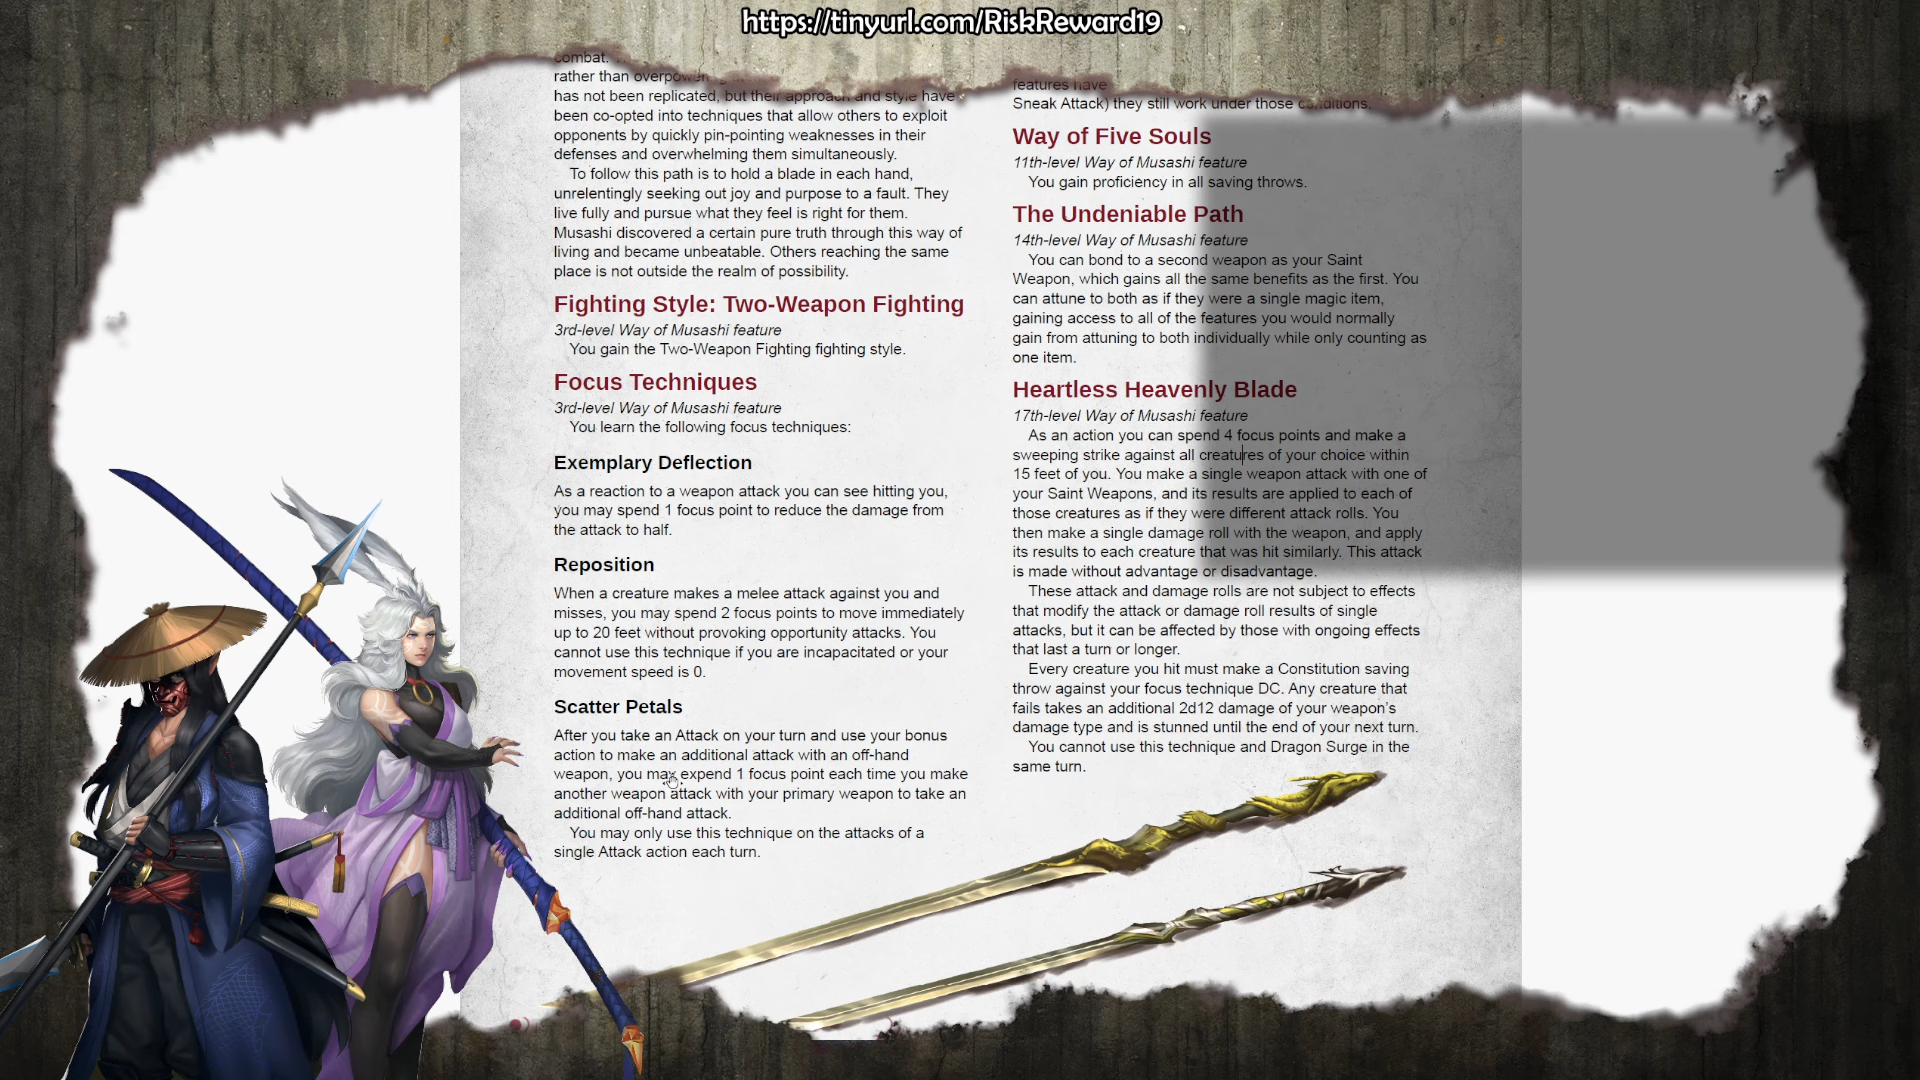 https://tinyurl.com/RiskReward19
combat.
rather than overpowering
has not been replicated, but their approach and style have
been co-opted into techniques that allow others to exploit
opponents by quickly pin-pointing weaknesses in their
defenses and overwhelming them simultaneously.
To follow this path is to hold a blade in each hand,
unrelentingly seeking out joy and purpose to a fault. They
live fully and pursue what they feel is right for them.
Musashi discovered a certain pure truth through this way of
living and became unbeatable. Others reaching the same
place is not outside the realm of possibility.
Fighting Style: Two-Weapon Fighting
3rd-level Way of Musashi feature
You gain the Two-Weapon Fighting fighting style.
Focus Techniques
3rd-level Way of Musashi feature
You learn the following focus techniques:
Exemplary Deflection
As a reaction to a weapon attack you can see hitting you,
you may spend 1 focus point to reduce the damage from
the attack to half.
Reposition
When a creature makes a melee attack against you and
misses, you may spend 2 focus points to move immediately
up to 20 feet without provoking opportunity attacks. You
cannot use this technique if you are incapacitated or your
movement speed is 0.
Scatter Petals
After you take an Attack on your turn and use your bonus
action to make an additional attack with an off-hand
weapon, you may expend 1 focus point each time you make
another weapon attack with your primary weapon to take an
additional off-hand attack.
You may only use this technique on the attacks of a
single Attack action each turn.
features have
Sneak Attack) they still work under those conditions.
Way of Five Souls
11th-level Way of Musashi feature
You gain proficiency in all saving throws.
The Undeniable Path
14th-level Way of Musashi feature
You can bond to a second weapon as your Saint
Weapon, which gains all the same benefits as the first. You
can attune to both as if they were a single magic item,
gaining access to all of the features you would normally
gain from attuning to both individually while only counting as
one item.
Heartless Heavenly Blade
17th-level Way of Musashi feature
As an action you can spend 4 focus points and make a
sweeping strike against all creatures of your choice within
15 feet of you. You make a single weapon attack with one of
your Saint Weapons, and its results are applied to each of
those creatures as if they were different attack rolls. You
then make a single damage roll with the weapon, and apply
its results to each creature that was hit similarly. This attack
is made without advantage or disadvantage.
These attack and damage rolls are not subject to effects
that modify the attack or damage roll results of single
attacks, but it can be affected by those with ongoing effects
that last a turn or longer.
Every creature you hit must make a Constitution saving
throw against your focus technique DC. Any creature that
fails takes an additional 2d12 damage of your weapon's
damage type and is stunned until the end of your next turn.
You cannot use this technique and Dragon Surge in the
same turn.